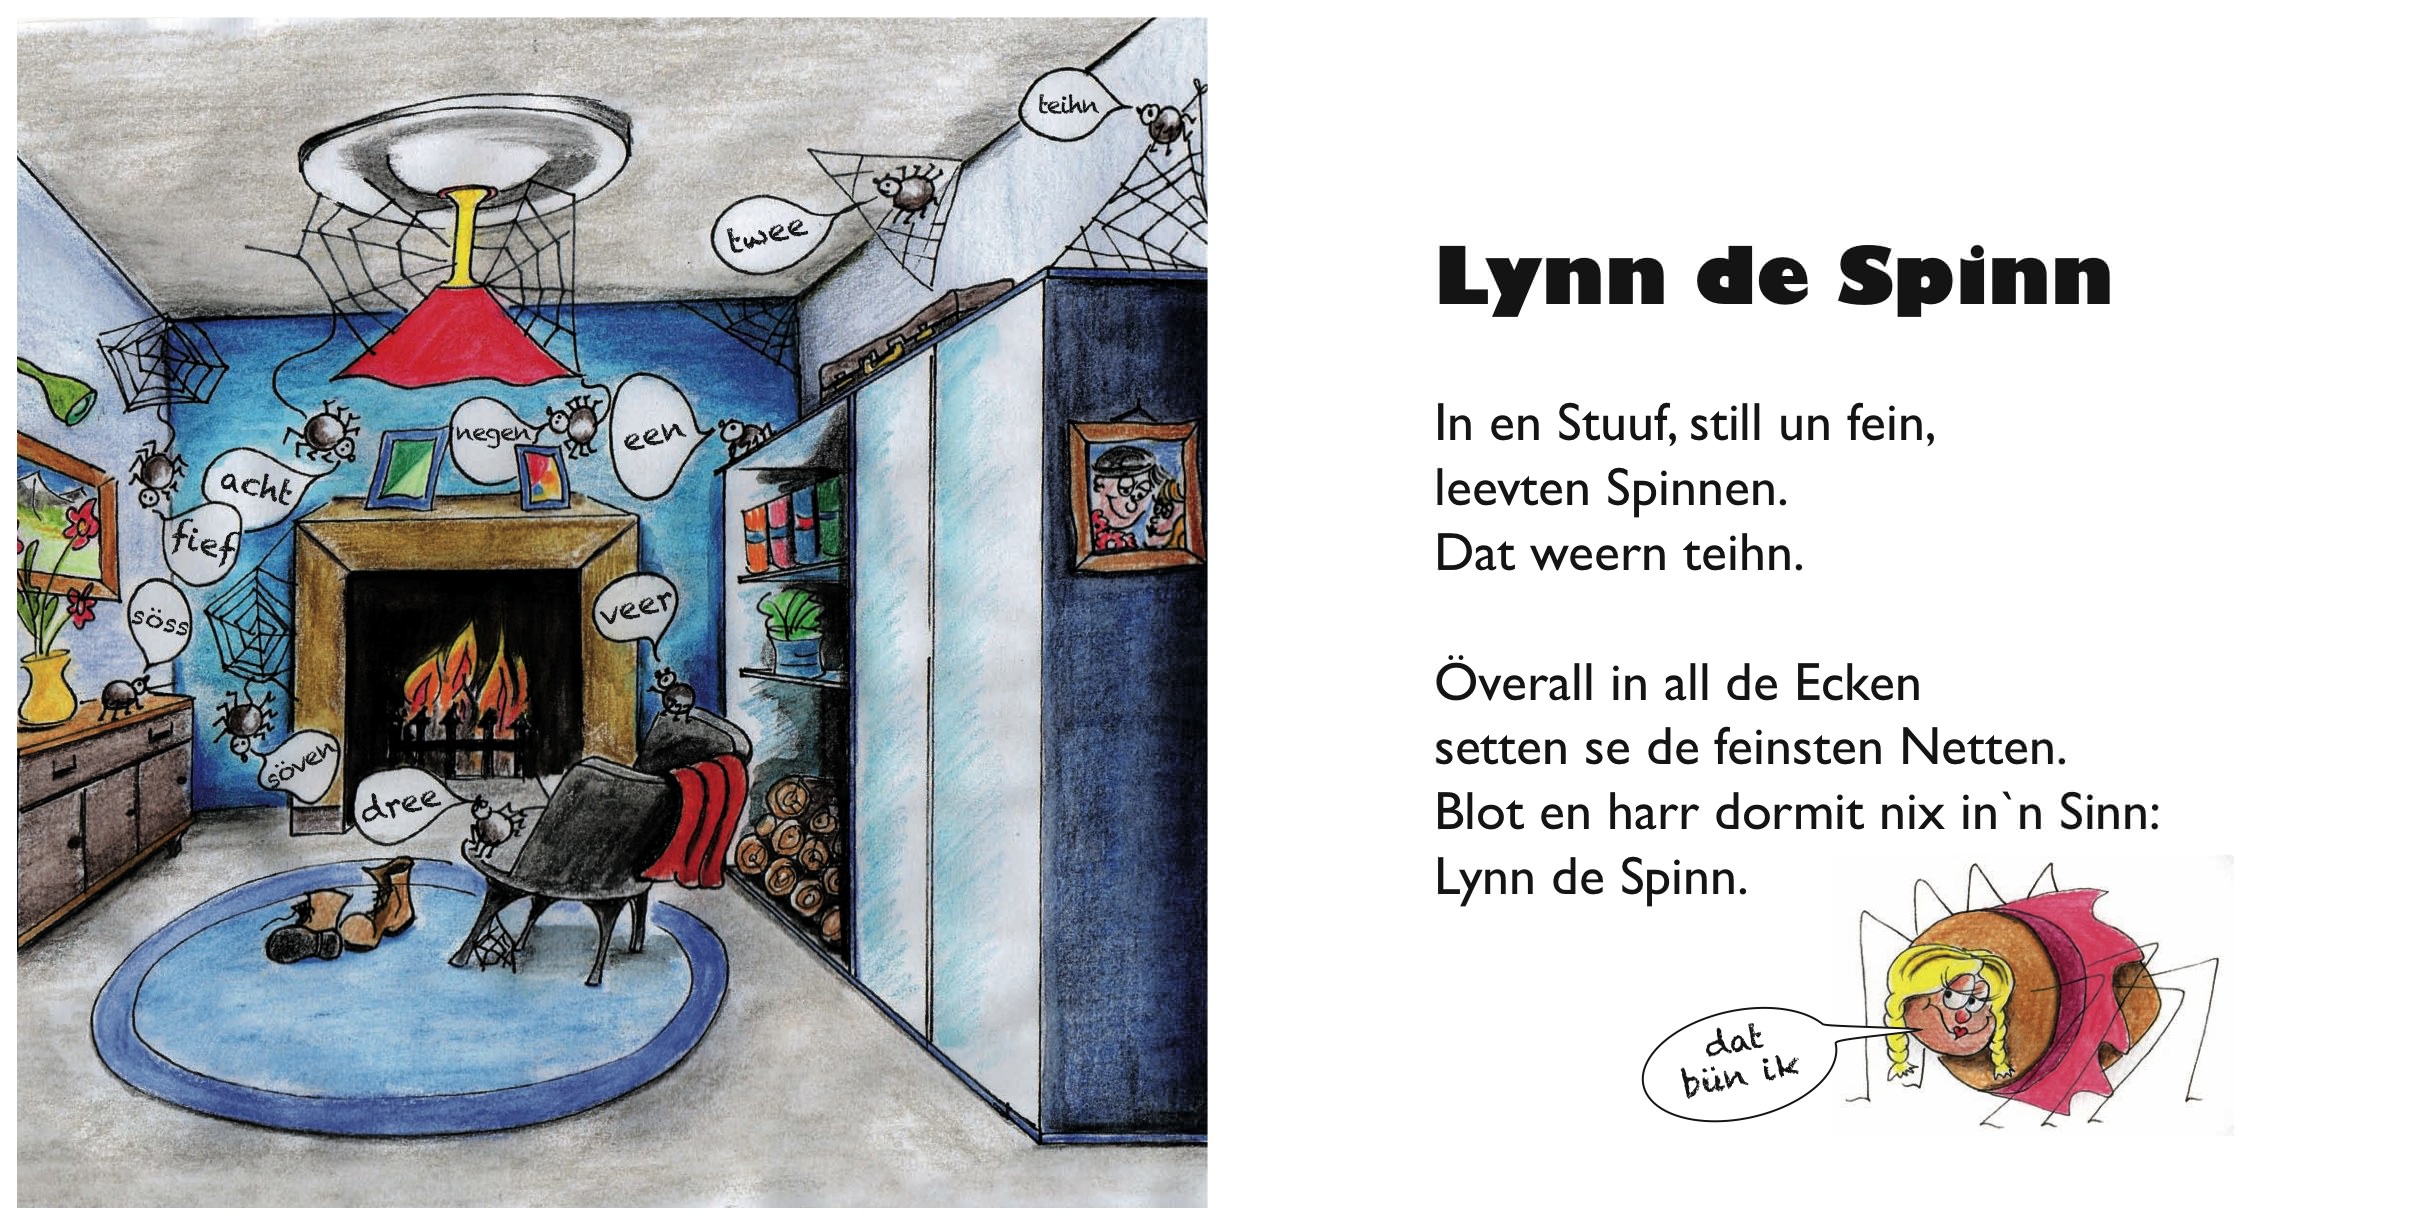 teihn
twee
negen
een
acht
fief
söss
veer
söven
dree
Lynn de Spinn
In en Stuuf, still un fein,
leevten Spinnen.
Dat weern teihn.
Överall in all de Ecken
setten se de feinsten Netten.
Blot en harr dormit nix in`n Sinn:
Lynn de Spinn.
dat
bün ik